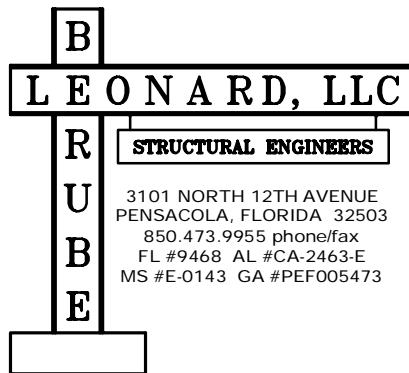 BERUBE
LEONARD, LLC
STRUCTURAL ENGINEERS
3101 NORTH 12TH AVENUE
PENSACOLA, FLORIDA 32503
850.473.9955 phone/fax
FL #9468 AL #CA-2463-E
MS #E-0143 GA #PEF005473